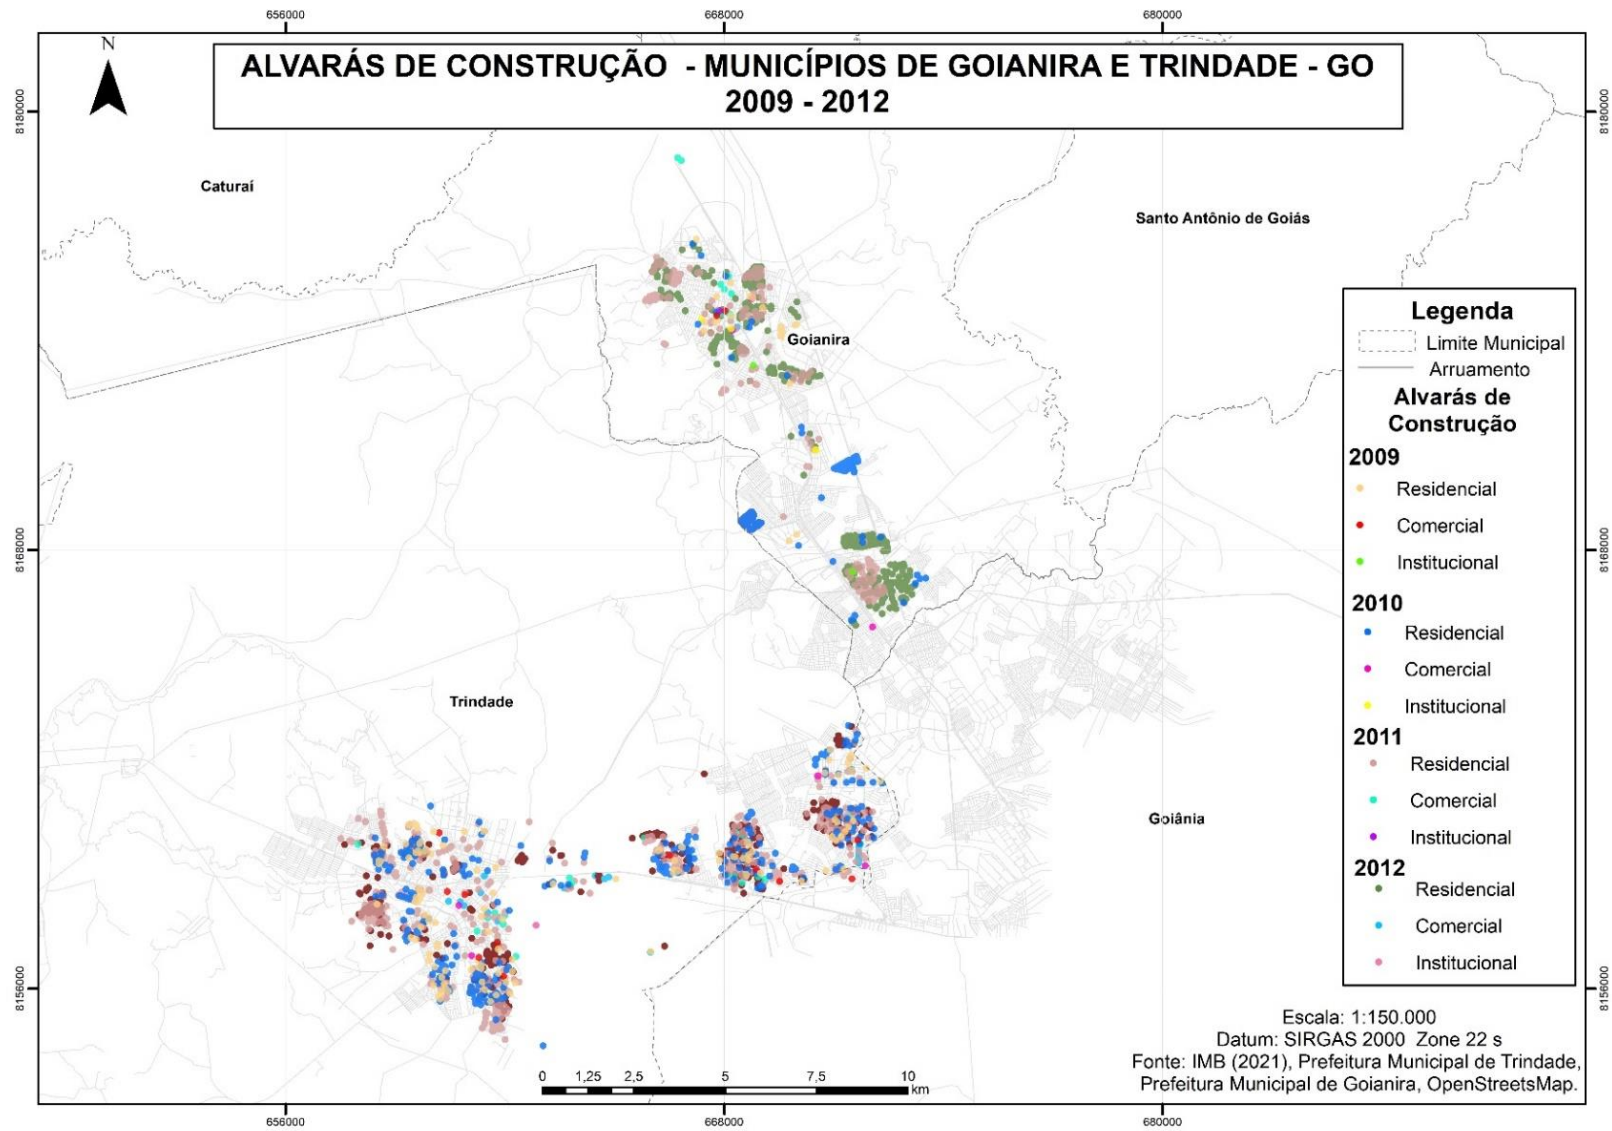 656000
668000
680000
N
ALVARÁS DE CONSTRUÇÃO - MUNICÍPIOS DE GOIANIRA E TRINDADE - GO
2009 - 2012
8180000
8180000
Caturaí
Santo Antônio de Goiás
Goianira
Legenda
Limite Municipal
Arruamento
Alvarás de
Construção
2009
Residencial
Comercial
Institucional
2010
Residencial
Comercial
Institucional
2011
Residencial
Comercial
Institucional
2012
Residencial
Comercial
Institucional
8168000
8168000
Trindade
Goiânia
8156000
8156000
Escala: 1:150.000
Datum: SIRGAS 2000 Zone 22 s
Fonte: IMB (2021), Prefeitura Municipal de Trindade,
Prefeitura Municipal de Goianira, OpenStreetsMap.
0 1,25 2,5 5 7,5 10
km
656000
668000
680000